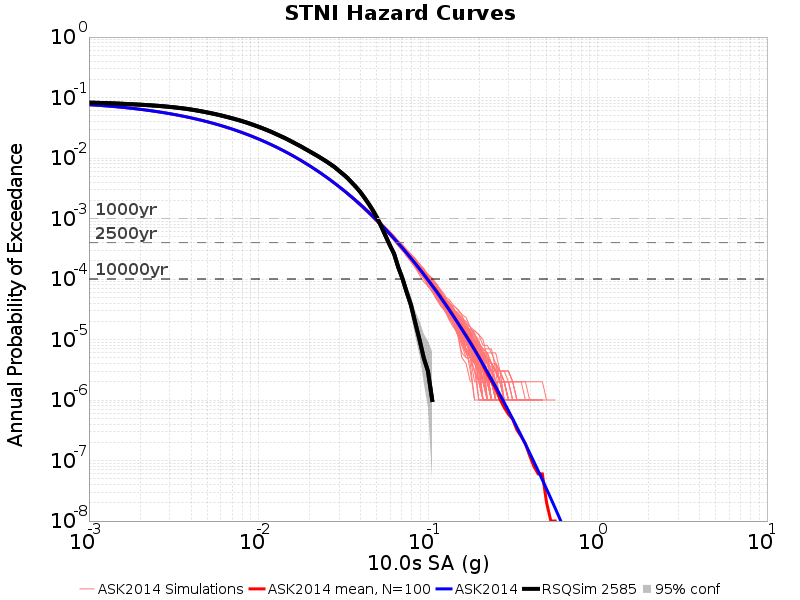 STNI Hazard Curves
Annual Probability of Exceedance
10^0
10^-1
10^-2
10^-3
10^-4
10^-5
10^-6
10^-7
10^-8
1000yr
2500yr
10000yr
10^-3 10^-2 10^-1 10^0 10^1
10.0s SA (g)
ASK2014 Simulations ASK2014 mean, N=100 ASK2014 RSQSim 2585 95% conf